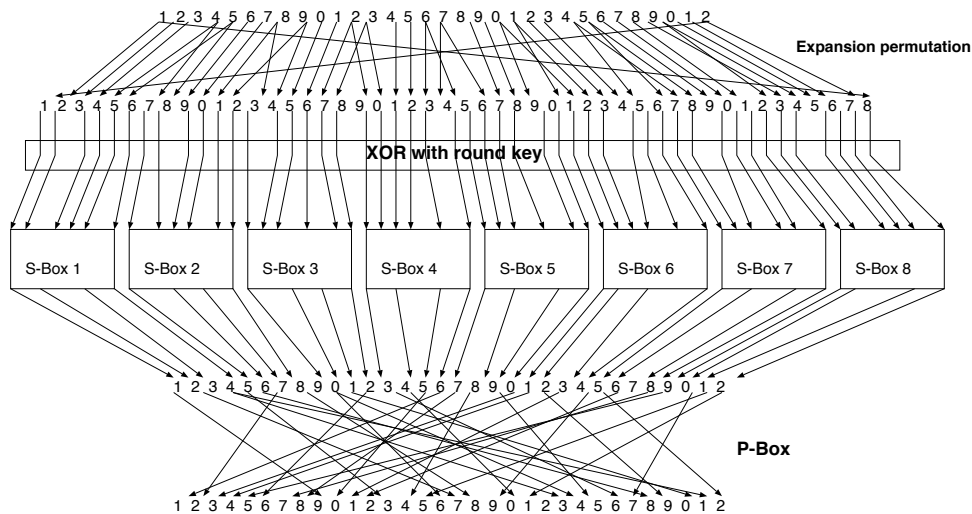 1 2 3 4 5 6 7 8 9 0 1 2 3 4 5 6 7 8 9 0 1 2 3 4 5 6 7 8 9 0 1 2
Expansion permutation
1 2 3 4 5 6 7 8 9 0 1 2 3 4 5 6 7 8 9 0 1 2 3 4 5 6 7 8 9 0 1 2 3 4 5 6 7 8 9 0 1 2 3 4 5 6 7 8
XOR with round key
S-Box 1 S-Box 2 S-Box 3 S-Box 4 S-Box 5 S-Box 6 S-Box 7 S-Box 8
1 2 3 4 5 6 7 8 9 0 1 2 3 4 5 6 7 8 9 0 1 2 3 4 5 6 7 8 9 0 1 2
P-Box
1 2 3 4 5 6 7 8 9 0 1 2 3 4 5 6 7 8 9 0 1 2 3 4 5 6 7 8 9 0 1 2